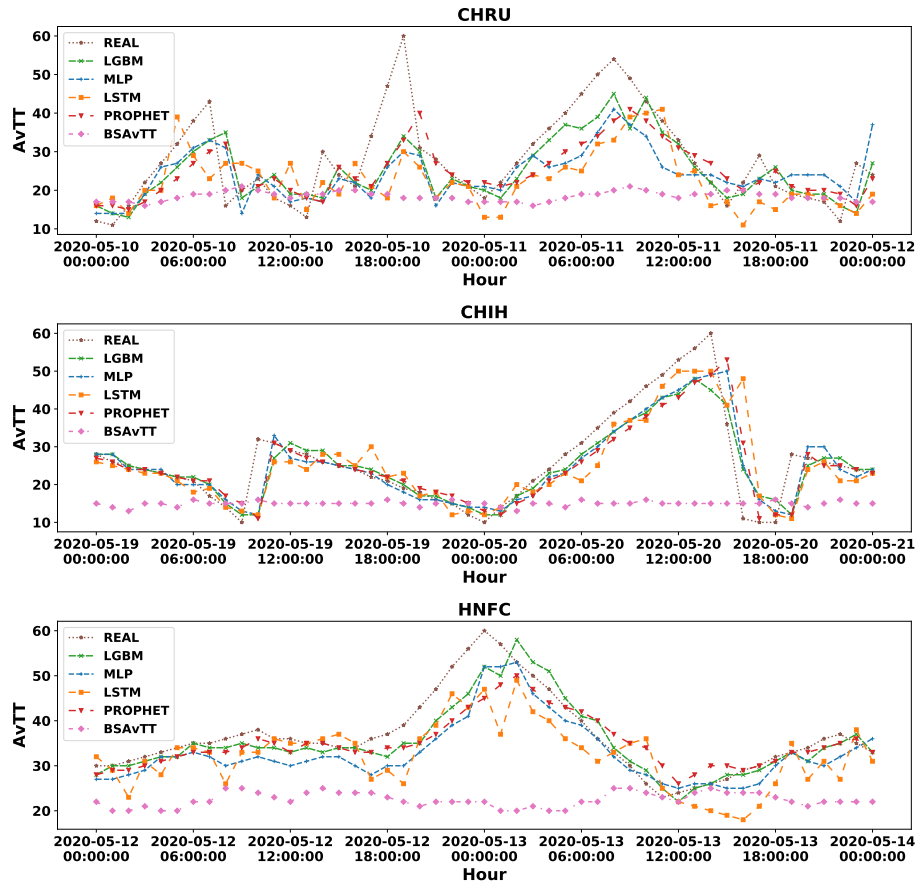 CHRU
AvTT
60
50
40
30
20
10
REAL
LGBM
MLP
LSTM
PROPHET
BSAvTT
2020-05-10 2020-05-10 2020-05-10 2020-05-10 2020-05-11 2020-05-11 2020-05-11 2020-05-11 2020-05-12
00:00:00 06:00:00 12:00:00 18:00:00 00:00:00 06:00:00 12:00:00 18:00:00 00:00:00
Hour
CHIH
AvTT
60
50
40
30
20
10
REAL
LGBM
MLP
LSTM
PROPHET
BSAvTT
2020-05-19 2020-05-19 2020-05-19 2020-05-19 2020-05-20 2020-05-20 2020-05-20 2020-05-20 2020-05-21
00:00:00 06:00:00 12:00:00 18:00:00 00:00:00 06:00:00 12:00:00 18:00:00 00:00:00
Hour
HNFC
AvTT
60
50
40
30
20
REAL
LGBM
MLP
LSTM
PROPHET
BSAvTT
2020-05-12 2020-05-12 2020-05-12 2020-05-12 2020-05-13 2020-05-13 2020-05-13 2020-05-13 2020-05-14
00:00:00 06:00:00 12:00:00 18:00:00 00:00:00 06:00:00 12:00:00 18:00:00 00:00:00
Hour